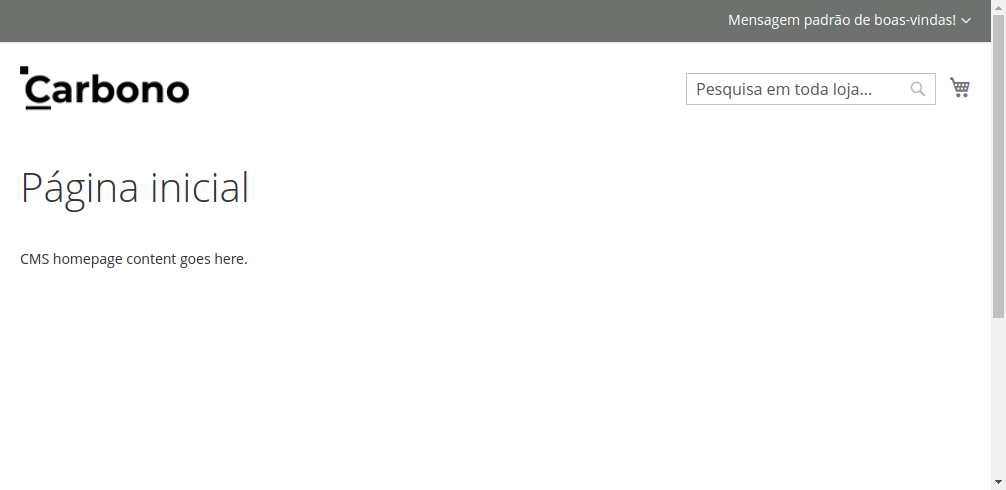 Mensagem padrão de boas-vindas!
Carbono
Pesquisa em toda loja...
Página inicial
CMS homepage content goes here.